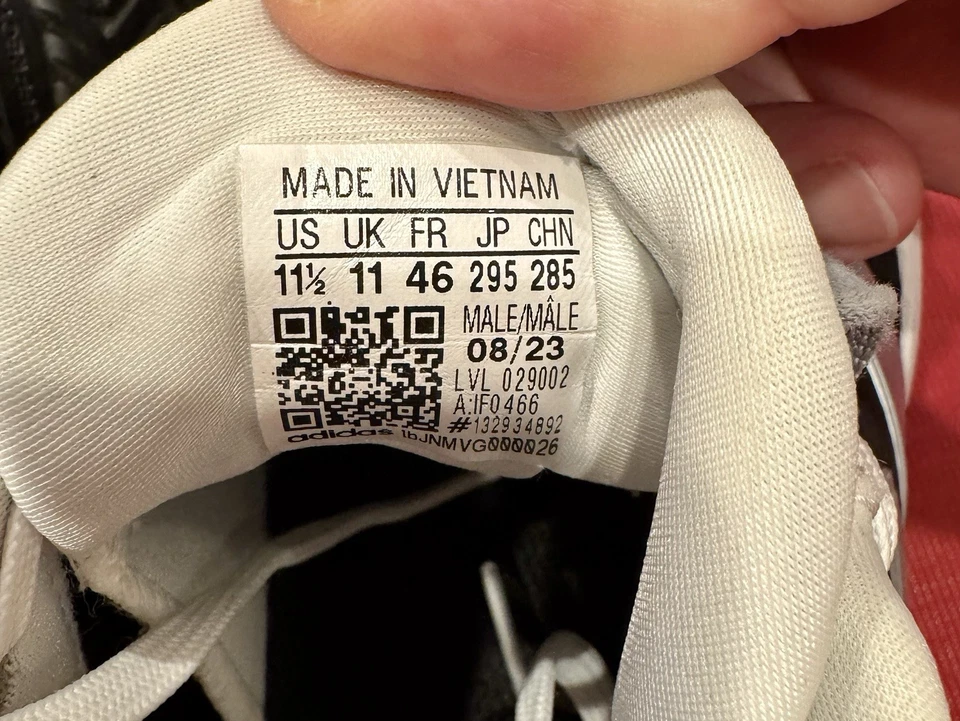 MADE IN VIETNAM
US UK FR JP CHN
11½ 11 46 295 285
MALE/MÂLE
08/23
LVL 029002
A:IF0466
#132934892
adidas 1bJNMVG000026